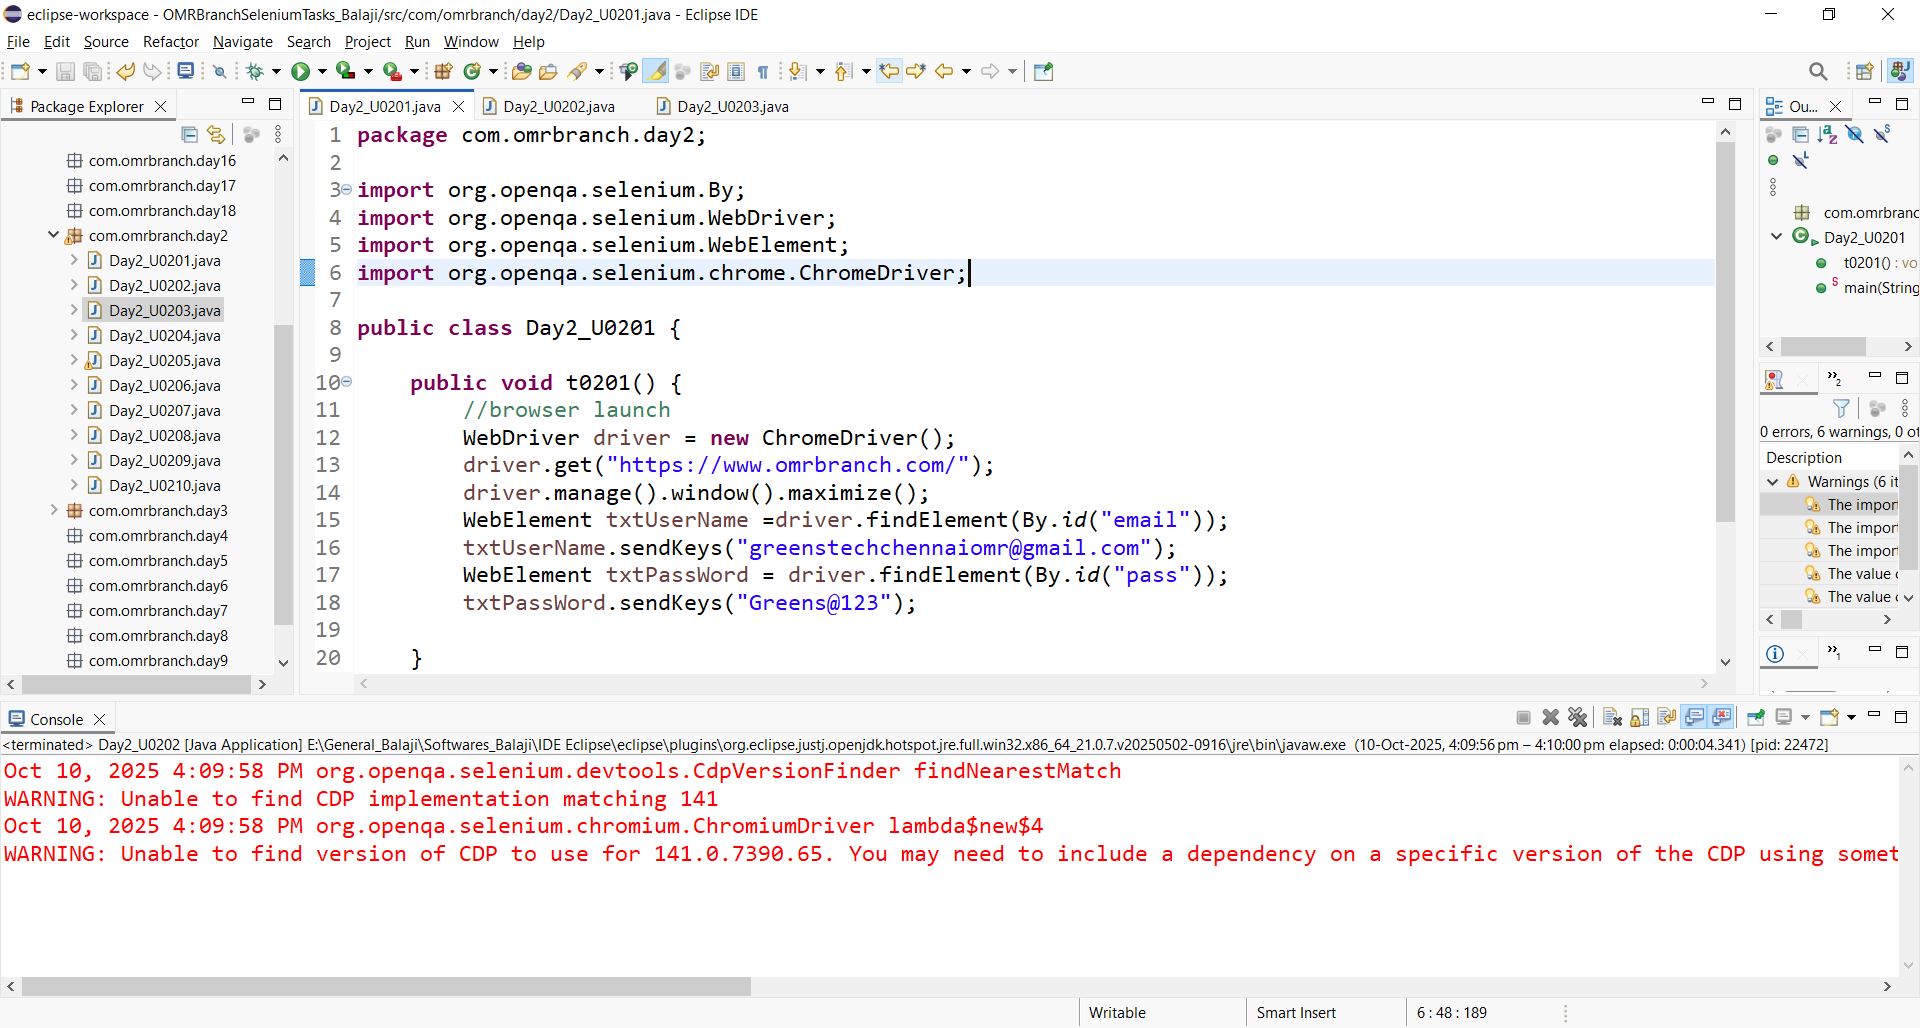 eclipse-workspace - OMRBranchSeleniumTasks_Balaji/src/com/omrbranch/day2/Day2_U0201.java - Eclipse IDE
File Edit Source Refactor Navigate Search Project Run Window Help
Package Explorer
com.omrbranch.day16
com.omrbranch.day17
com.omrbranch.day18
com.omrbranch.day2
Day2_U0201.java
Day2_U0202.java
Day2_U0203.java
Day2_U0204.java
Day2_U0205.java
Day2_U0206.java
Day2_U0207.java
Day2_U0208.java
Day2_U0209.java
Day2_U0210.java
com.omrbranch.day3
com.omrbranch.day4
com.omrbranch.day5
com.omrbranch.day6
com.omrbranch.day7
com.omrbranch.day8
com.omrbranch.day9
Day2_U0201.java Day2_U0202.java Day2_U0203.java
1 package com.omrbranch.day2;
2
3 import org.openqa.selenium.By;
4 import org.openqa.selenium.WebDriver;
5 import org.openqa.selenium.WebElement;
6 import org.openqa.selenium.chrome.ChromeDriver;
7
8 public class Day2_U0201 {
9
10 public void t0201() {
11 //browser launch
12 WebDriver driver = new ChromeDriver();
13 driver.get("https://www.omrbranch.com/");
14 driver.manage().window().maximize();
15 WebElement txtUserName =driver.findElement(By.id("email"));
16 txtUserName.sendKeys("greenstechchennaiomr@gmail.com");
17 WebElement txtPassWord = driver.findElement(By.id("pass"));
18 txtPassWord.sendKeys("Greens@123");
19
20 }
Ou...
com.omrbranc
Day2_U0201
t0201() : vo
main(String
0 errors, 6 warnings, 0 ot
Description
Warnings (6 it
The impor
The impor
The impor
The value
The value
Console
<terminated> Day2_U0202 [Java Application] E:\General_Balaji\Softwares_Balaji\IDE Eclipse\eclipse\plugins\org.eclipse.justj.openjdk.hotspot.jre.full.win32.x86_64_21.0.7.v20250502-0916\jre\bin\javaw.exe (10-Oct-2025, 4:09:56 pm – 4:10:00 pm elapsed: 0:00:04.341) [pid: 22472]
Oct 10, 2025 4:09:58 PM org.openqa.selenium.devtools.CdpVersionFinder findNearestMatch
WARNING: Unable to find CDP implementation matching 141
Oct 10, 2025 4:09:58 PM org.openqa.selenium.chromium.ChromiumDriver lambda$new$4
WARNING: Unable to find version of CDP to use for 141.0.7390.65. You may need to include a dependency on a specific version of the CDP using somet
Writable Smart Insert 6 : 48 : 189